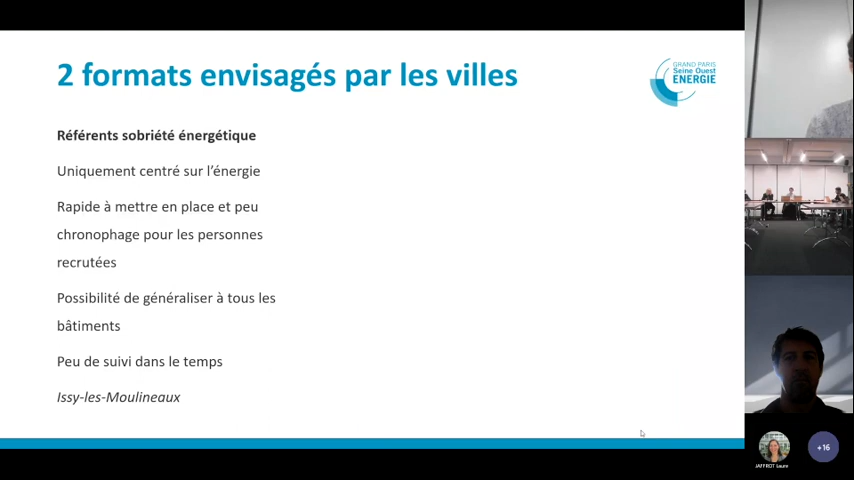 2 formats envisagés par les villes
GRAND PARIS
Seine Ouest
ENERGIE
Référents sobriété énergétique
Uniquement centré sur l'énergie
Rapide à mettre en place et peu
chronophage pour les personnes
recrutées
Possibilité de généraliser à tous les
bâtiments
Peu de suivi dans le temps
Issy-les-Moulineaux
JAFFROT Laure
+16